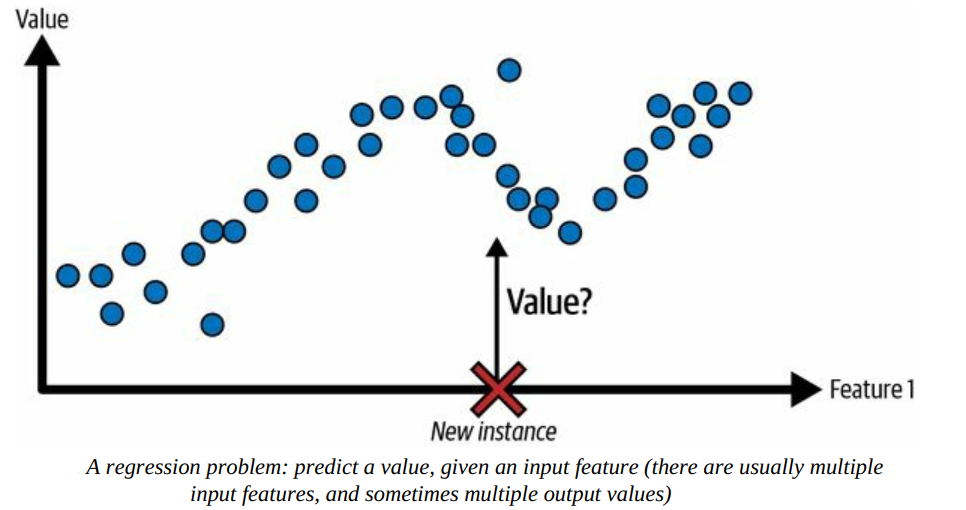 Value
Value?
Feature 1
New instance
A regression problem: predict a value, given an input feature (there are usually multiple
input features, and sometimes multiple output values)